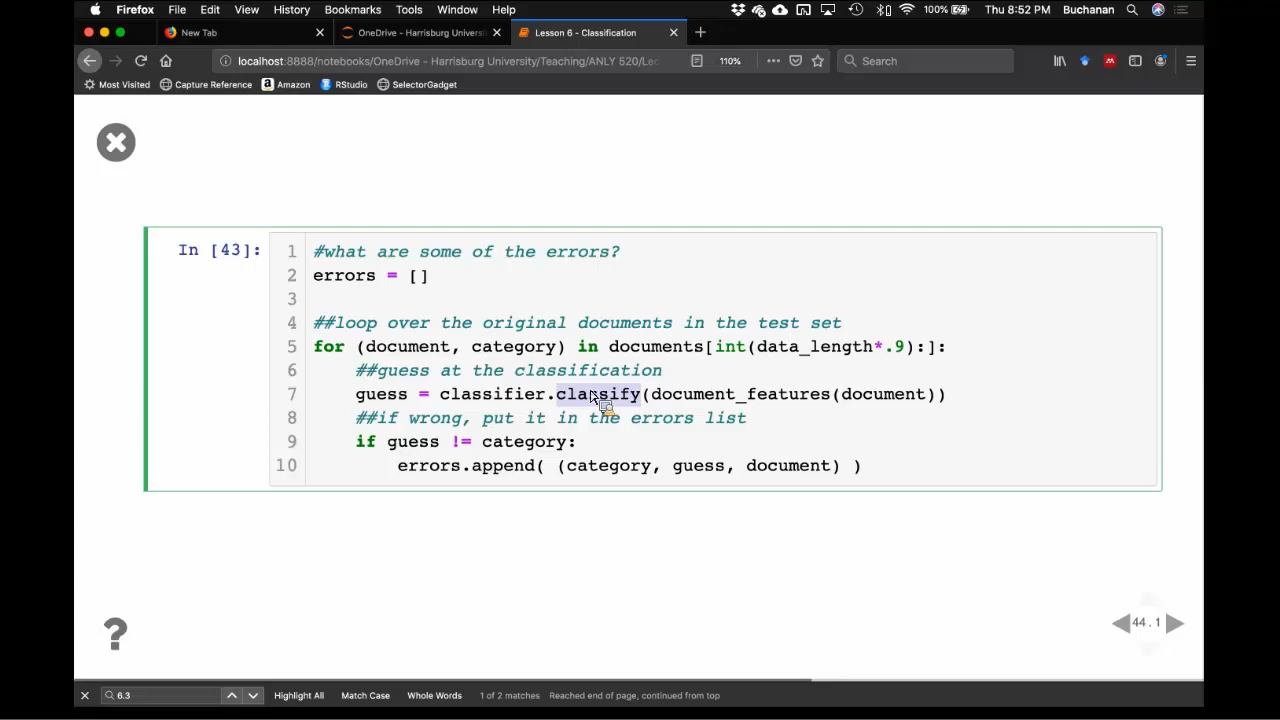 Firefox File Edit View History Bookmarks Tools Window Help 100% Thu 8:52 PM Buchanan
New Tab OneDrive - Harrisburg Universi Lesson 6 - Classification
localhost:8888/notebooks/OneDrive - Harrisburg University/Teaching/ANLY 520/Lec 110% Search
Most Visited Capture Reference Amazon RStudio SelectorGadget
In [43]:
1 #what are some of the errors?
2 errors = []
3
4 ##loop over the original documents in the test set
5 for (document, category) in documents[int(data_length*.9):]:
6 ##guess at the classification
7 guess = classifier.classify(document_features(document))
8 ##if wrong, put it in the errors list
9 if guess != category:
10 errors.append( (category, guess, document) )
?
44 . 1
6.3 Highlight All Match Case Whole Words 1 of 2 matches Reached end of page, continued from top